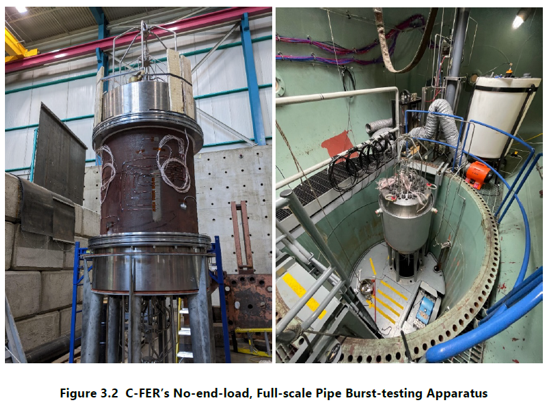 Figure 3.2 C-FER's No-end-load, Full-scale Pipe Burst-testing Apparatus